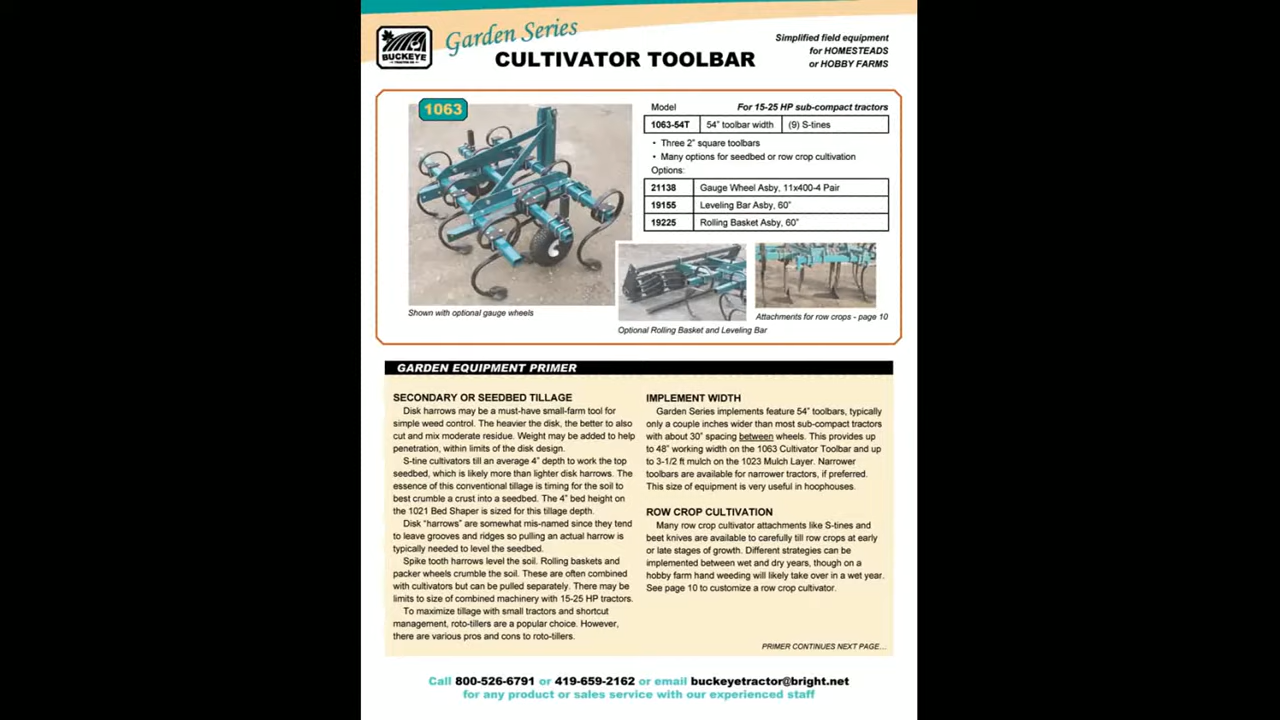 BUCKEYE
TRACTOR CO.
Garden Series
CULTIVATOR TOOLBAR
Simplified field equipment
for HOMESTEADS
or HOBBY FARMS
1063
Shown with optional gauge wheels
Model For 15-25 HP sub-compact tractors
1063-54T 54" toolbar width (9) S-tines
• Three 2" square toolbars
• Many options for seedbed or row crop cultivation
Options:
21138 Gauge Wheel Asby, 11x400-4 Pair
19155 Leveling Bar Asby, 60"
19225 Rolling Basket Asby, 60"
Optional Rolling Basket and Leveling Bar
Attachments for row crops - page 10
GARDEN EQUIPMENT PRIMER
SECONDARY OR SEEDBED TILLAGE
Disk harrows may be a must-have small-farm tool for
simple weed control. The heavier the disk, the better to also
cut and mix moderate residue. Weight may be added to help
penetration, within limits of the disk design.
S-tine cultivators till an average 4" depth to work the top
seedbed, which is likely more than lighter disk harrows. The
essence of this conventional tillage is timing for the soil to
best crumble a crust into a seedbed. The 4" bed height on
the 1021 Bed Shaper is sized for this tillage depth.
Disk "harrows" are somewhat mis-named since they tend
to leave grooves and ridges so pulling an actual harrow is
typically needed to level the seedbed.
Spike tooth harrows level the soil. Rolling baskets and
packer wheels crumble the soil. These are often combined
with cultivators but can be pulled separately. There may be
limits to size of combined machinery with 15-25 HP tractors.
To maximize tillage with small tractors and shortcut
management, roto-tillers are a popular choice. However,
there are various pros and cons to roto-tillers.
IMPLEMENT WIDTH
Garden Series implements feature 54" toolbars, typically
only a couple inches wider than most sub-compact tractors
with about 30" spacing between wheels. This provides up
to 48" working width on the 1063 Cultivator Toolbar and up
to 3-1/2 ft mulch on the 1023 Mulch Layer. Narrower
toolbars are available for narrower tractors, if preferred.
This size of equipment is very useful in hoophouses.
ROW CROP CULTIVATION
Many row crop cultivator attachments like S-tines and
beet knives are available to carefully till row crops at early
or late stages of growth. Different strategies can be
implemented between wet and dry years, though on a
hobby farm hand weeding will likely take over in a wet year.
See page 10 to customize a row crop cultivator.
PRIMER CONTINUES NEXT PAGE...
Call 800-526-6791 or 419-659-2162 or email buckeyetractor@bright.net
for any product or sales service with our experienced staff